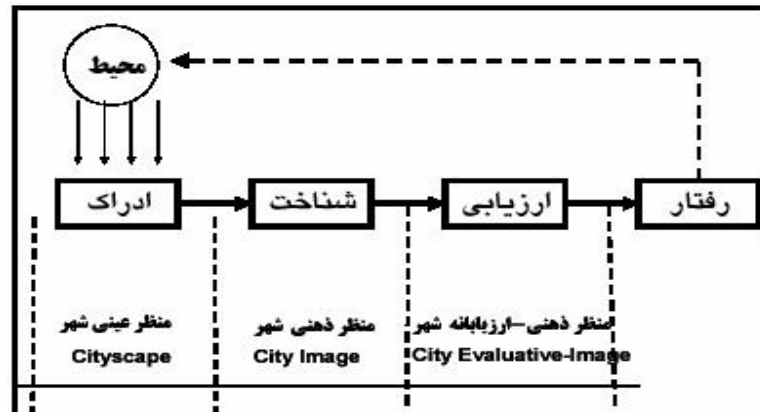 محیط
ادراک
شناخت
ارزیابی
رفتار
منظر عینی شهر
Cityscape
منظر ذهنی شهر
City Image
منظر ذهنی-ارزیابانه شهر
City Evaluative-Image